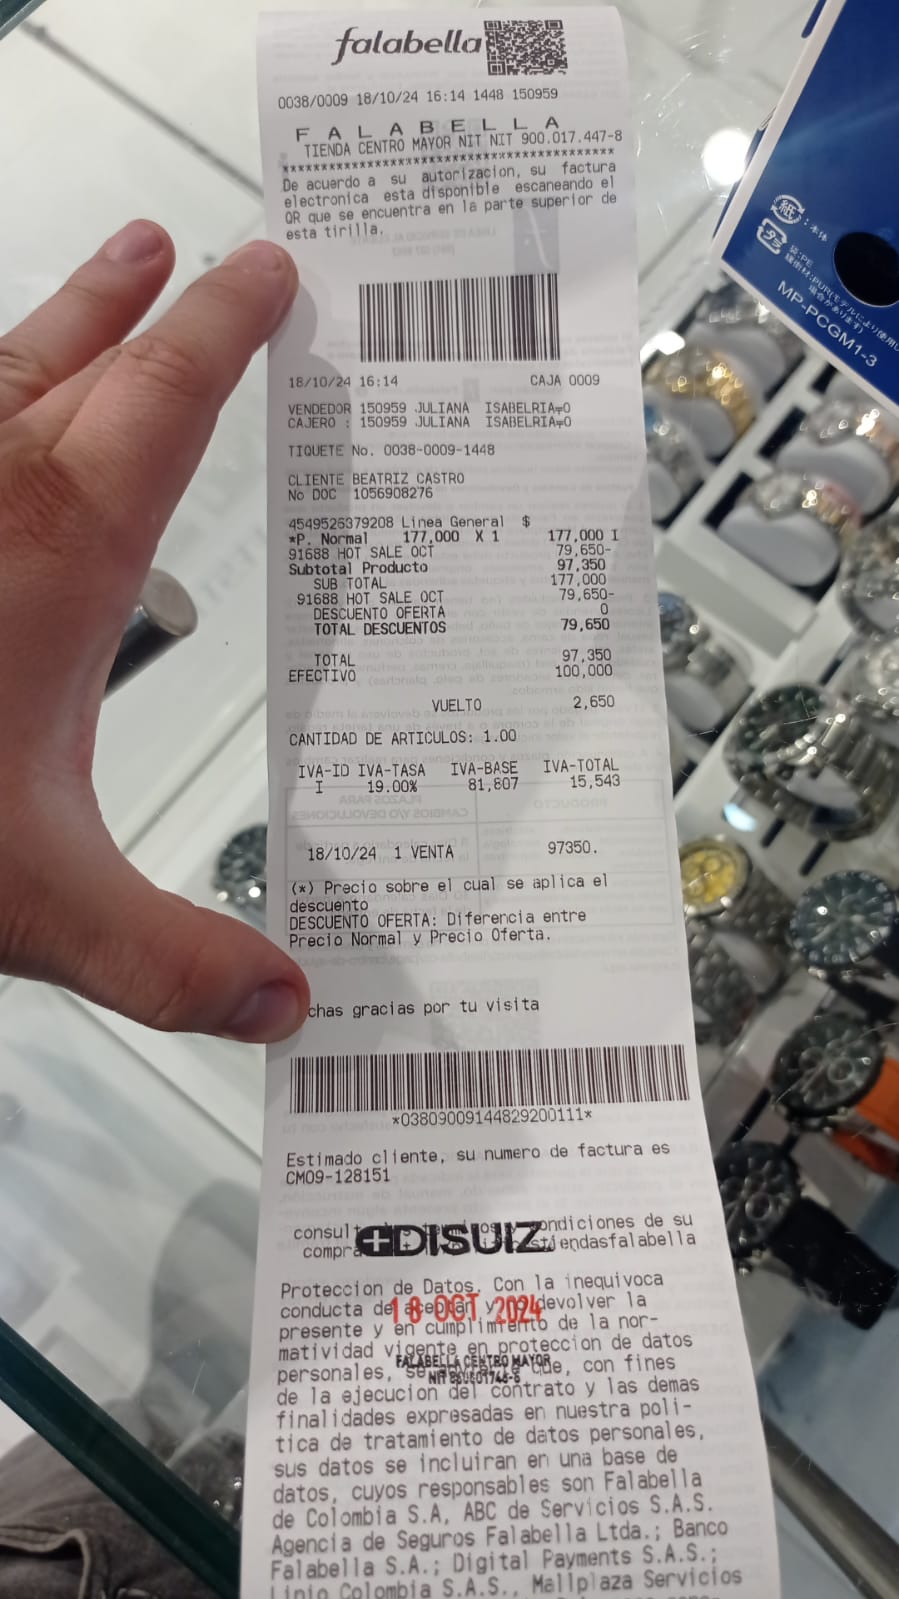 falabella
0038/0009 18/10/24 16:14 1448 150959
F A L A B E L L A
TIENDA CENTRO MAYOR NIT NIT 900.017.447-8
******************************************
De acuerdo a su autorizacion, su factura
electronica esta disponible escaneando el
QR que se encuentra en la parte superior de
esta tirilla.
18/10/24 16:14 CAJA 0009
VENDEDOR 150959 JULIANA
CAJERO : 150959 JULIANA
TIQUETE No. 0038-0009-1448
CLIENTE BEATRIZ CASTRO
No DOC 1056908276
4549526379208 Linea General $
*P. Normal 177,000 X 1 177,000 I
91688 HOT SALE OCT 79,650-
Subtotal Producto 97,350
SUB TOTAL 177,000
91688 HOT SALE OCT 79,650-
DESCUENTO OFERTA 0
TOTAL DESCUENTOS 79,650
TOTAL 97,350
EFECTIVO 100,000
VUELTO 2,650
CANTIDAD DE ARTICULOS: 1.00
IVA-ID IVA-TASA IVA-BASE IVA-TOTAL
I 19.00% 81,807 15,543
18/10/24 1 VENTA 97350.
(*) Precio sobre el cual se aplica el
descuento
DESCUENTO OFERTA: Diferencia entre
Precio Normal y Precio Oferta.
chas gracias por tu visita
*03809009144829200111*
Estimado cliente, su numero de factura es
CM09-128151
condiciones de su
DISUIZ
Proteccion de Datos. Con la inequivoca
conducta de y devolver la
18 OCT 2024
presente y en cumplimiento de la nor-
matividad vigente en proteccion de datos
FALABELLA CENTRO MAYOR
personales, que, con fines
de la ejecucion del contrato y las demas
finalidades expresadas en nuestra poli-
tica de tratamiento de datos personales,
sus datos se incluiran en una base de
datos, cuyos responsables son Falabella
de Colombia S.A, ABC de Servicios S.A.S.
Agencia de Seguros Falabella Ltda.; Banco
Falabella S.A.; Digital Payments S.A.S.;
Linio Colombia S.A.S., Mallplaza Servicios
紙:本体
袋:PE
MP-PCGM1-3